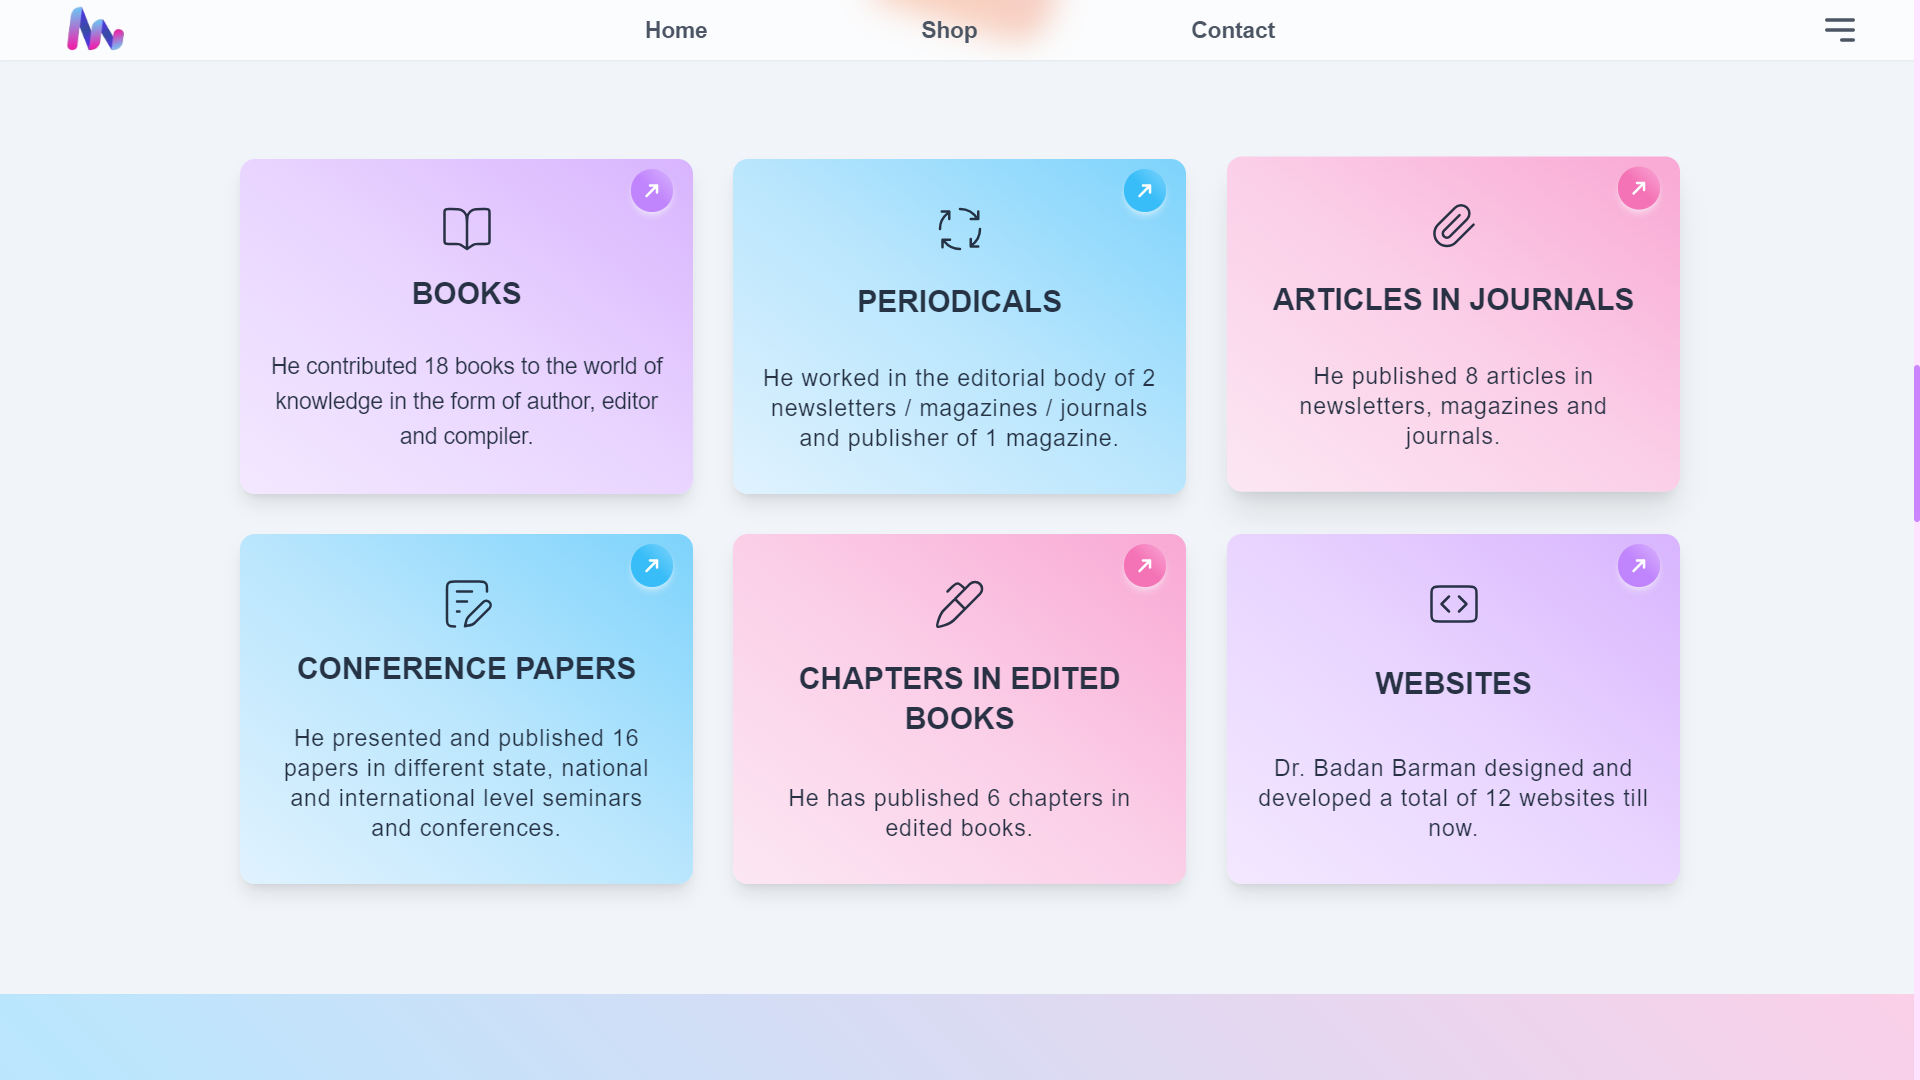 Home
Shop
Contact
BOOKS
He contributed 18 books to the world of
knowledge in the form of author, editor
and compiler.
PERIODICALS
He worked in the editorial body of 2
newsletters / magazines / journals
and publisher of 1 magazine.
ARTICLES IN JOURNALS
He published 8 articles in
newsletters, magazines and
journals.
CONFERENCE PAPERS
He presented and published 16
papers in different state, national
and international level seminars
and conferences.
CHAPTERS IN EDITED
BOOKS
He has published 6 chapters in
edited books.
WEBSITES
Dr. Badan Barman designed and
developed a total of 12 websites till
now.